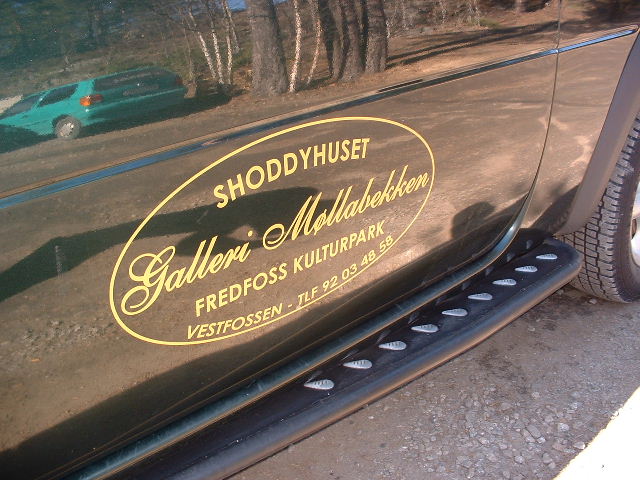 SHODDYHUSET
Galleri Møllabekken
FREDFOSS KULTURPARK
VESTFOSSEN - TLF 92 03 48 58